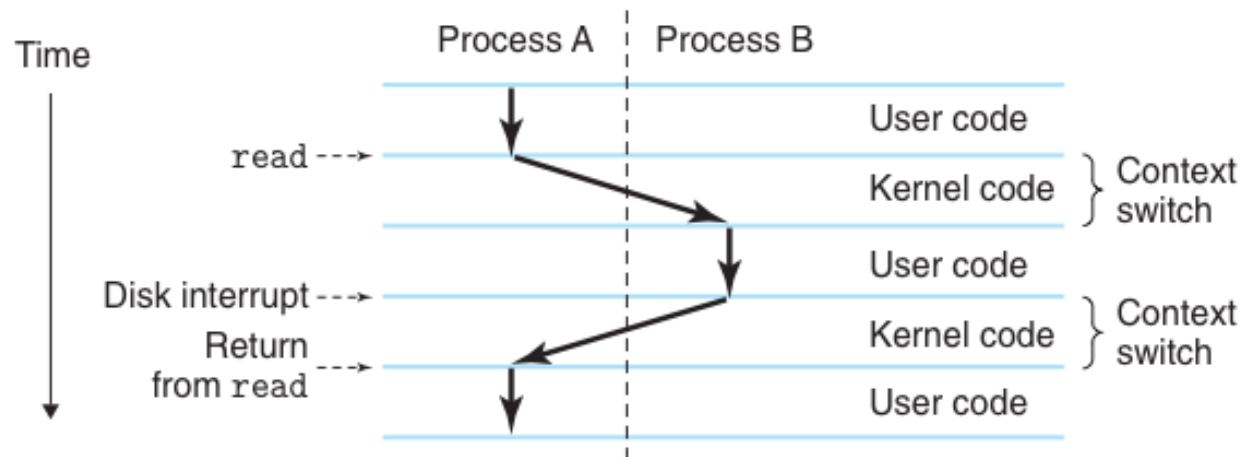 Time
Process A
Process B
User code
read
Kernel code
Context
switch
User code
Disk interrupt
Kernel code
Context
switch
Return
from read
User code